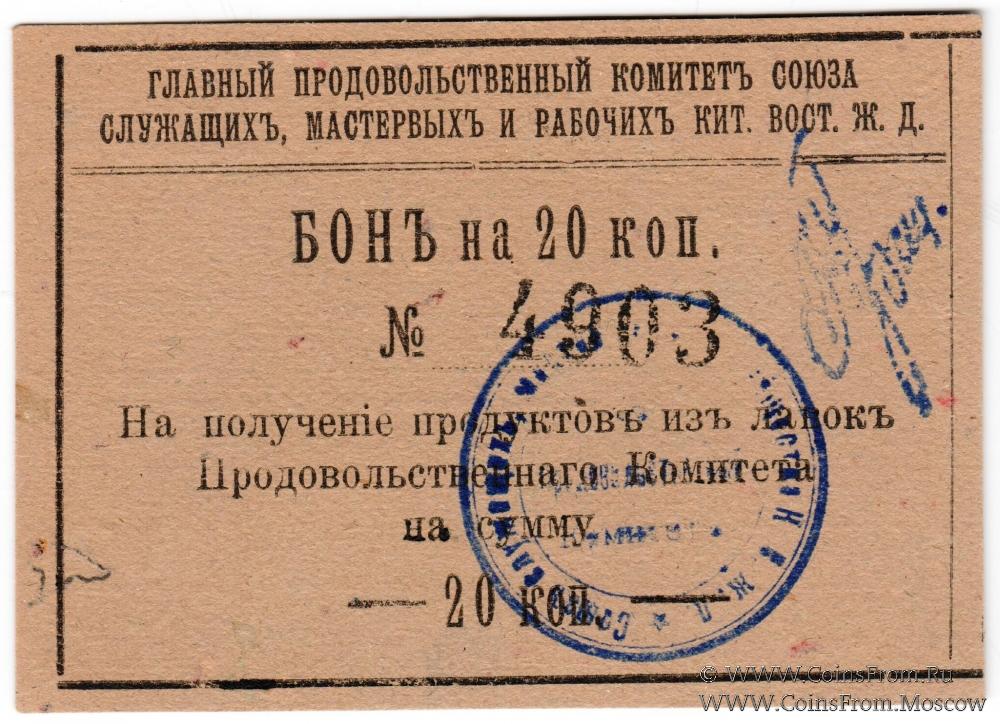 ГЛАВНЫЙ ПРОДОВОЛЬСТВЕННЫЙ КОМИТЕТЪ СОЮЗА
СЛУЖАЩИХЪ, МАСТЕРВЫХЪ И РАБОЧИХЪ КИТ. ВОСТ. Ж. Д.
БОНЪ на 20 коп.
№ 4903
На полученіе продуктовъ изъ лавокъ
Продовольственнаго Комитета
на сумму
— 20 коп. —
© WWW.CoinsFrom.Ru
WWW.CoinsFrom.Moscow